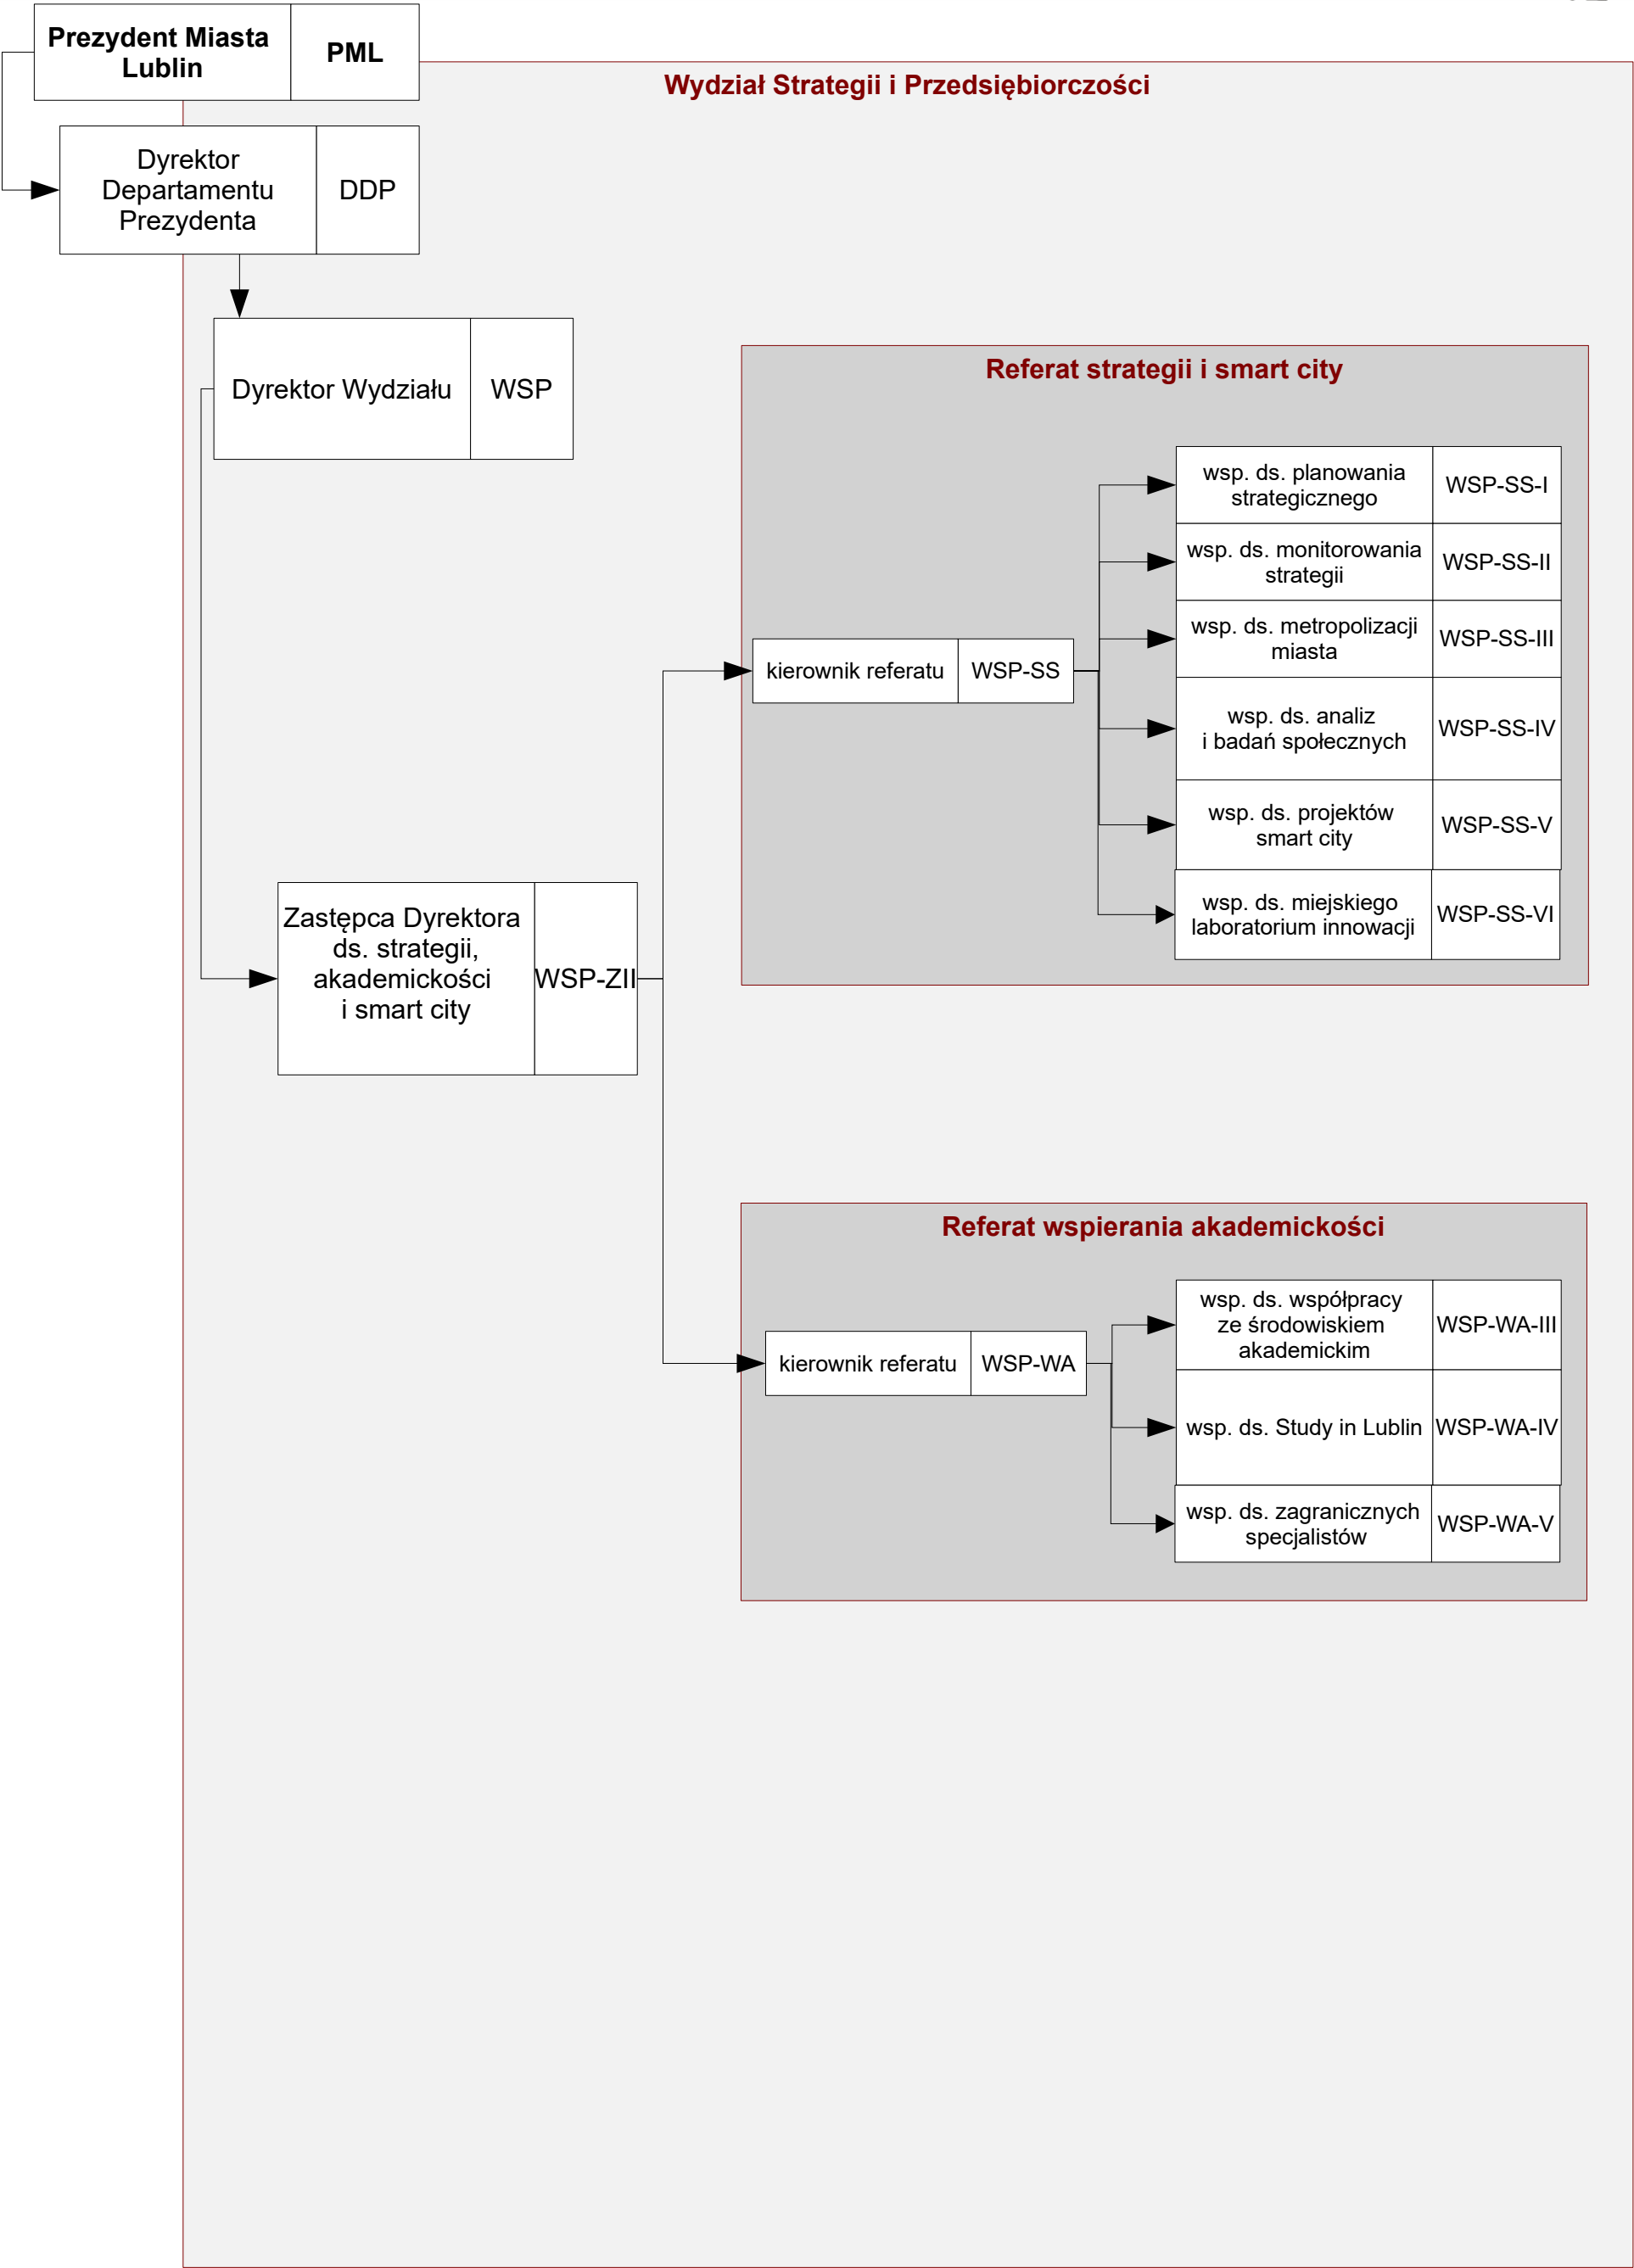 Prezydent Miasta
Lublin
PML
Wydział Strategii i Przedsiębiorczości
Dyrektor
Departamentu
Prezydenta
DDP
Dyrektor Wydziału
WSP
Referat strategii i smart city
wsp. ds. planowania
strategicznego
WSP-SS-I
wsp. ds. monitorowania
strategii
WSP-SS-II
wsp. ds. metropolizacji
miasta
WSP-SS-III
kierownik referatu
WSP-SS
wsp. ds. analiz
i badań społecznych
WSP-SS-IV
wsp. ds. projektów
smart city
WSP-SS-V
wsp. ds. miejskiego
laboratorium innowacji
WSP-SS-VI
Zastępca Dyrektora
ds. strategii,
akademickości
i smart city
WSP-ZII
Referat wspierania akademickości
wsp. ds. współpracy
ze środowiskiem
akademickim
WSP-WA-III
kierownik referatu
WSP-WA
wsp. ds. Study in Lublin
WSP-WA-IV
wsp. ds. zagranicznych
specjalistów
WSP-WA-V